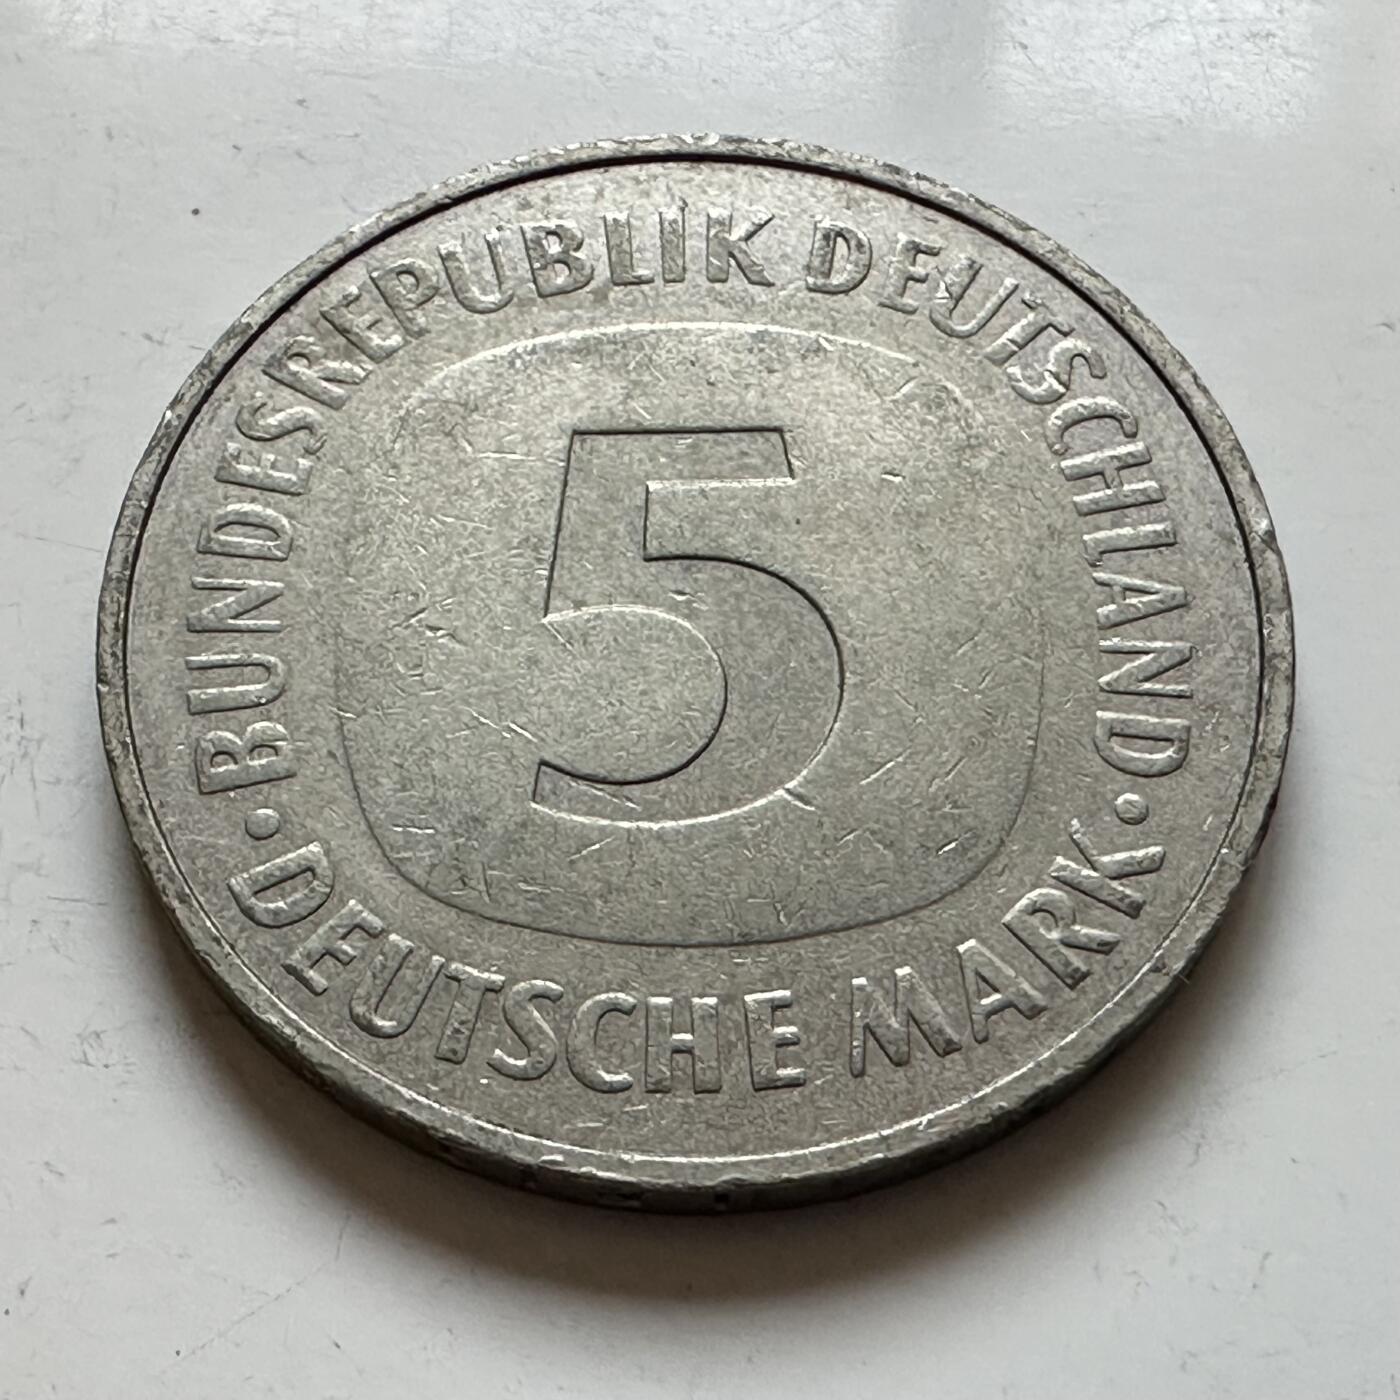 BUNDESREPUBLIK DEUTSCHLAND
5
· DEUTSCHE MARK ·